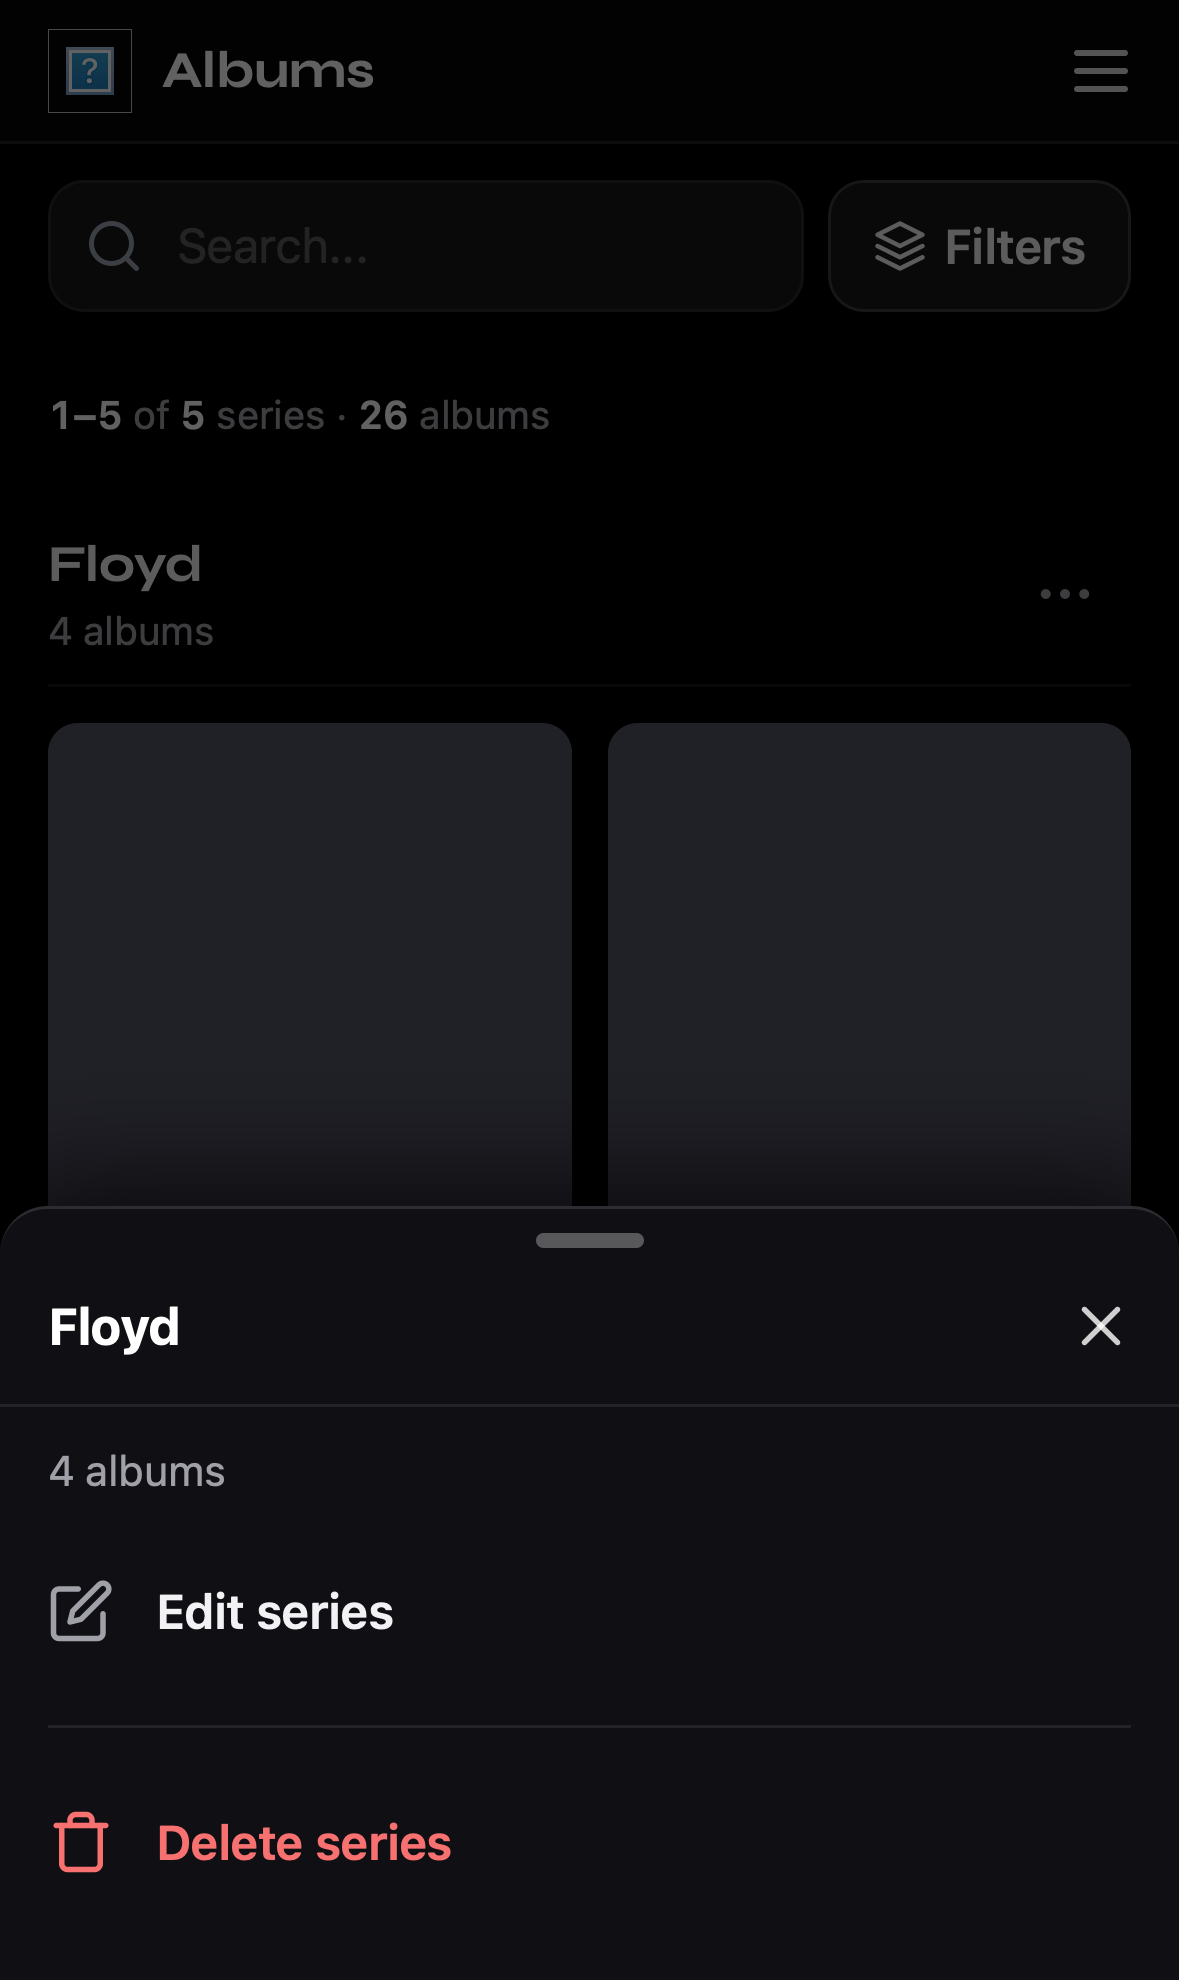 Albums
Search...
Filters
1–5 of 5 series · 26 albums
Floyd
4 albums
Floyd
4 albums
Edit series
Delete series